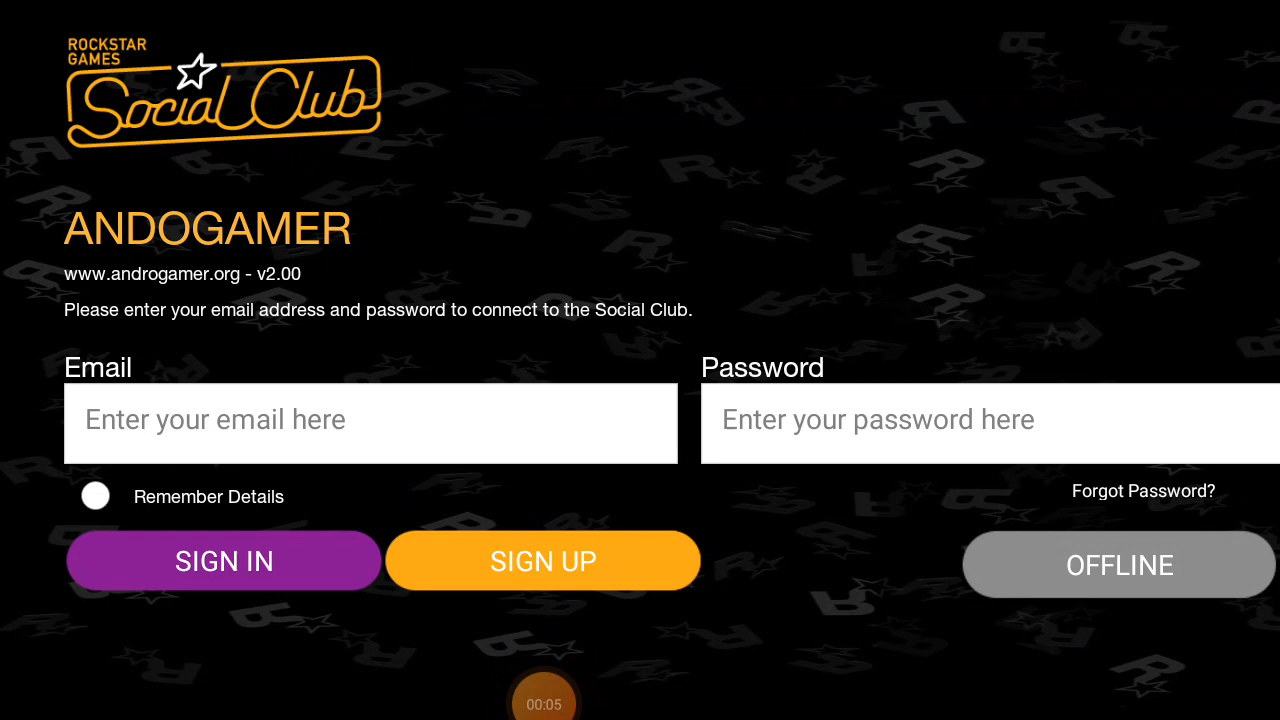 ROCKSTAR
GAMES
Social Club
ANDOGAMER
www.androgamer.org - v2.00
Please enter your email address and password to connect to the Social Club.
Email
Password
Enter your email here
Enter your password here
Remember Details
Forgot Password?
SIGN IN
SIGN UP
OFFLINE
00:05